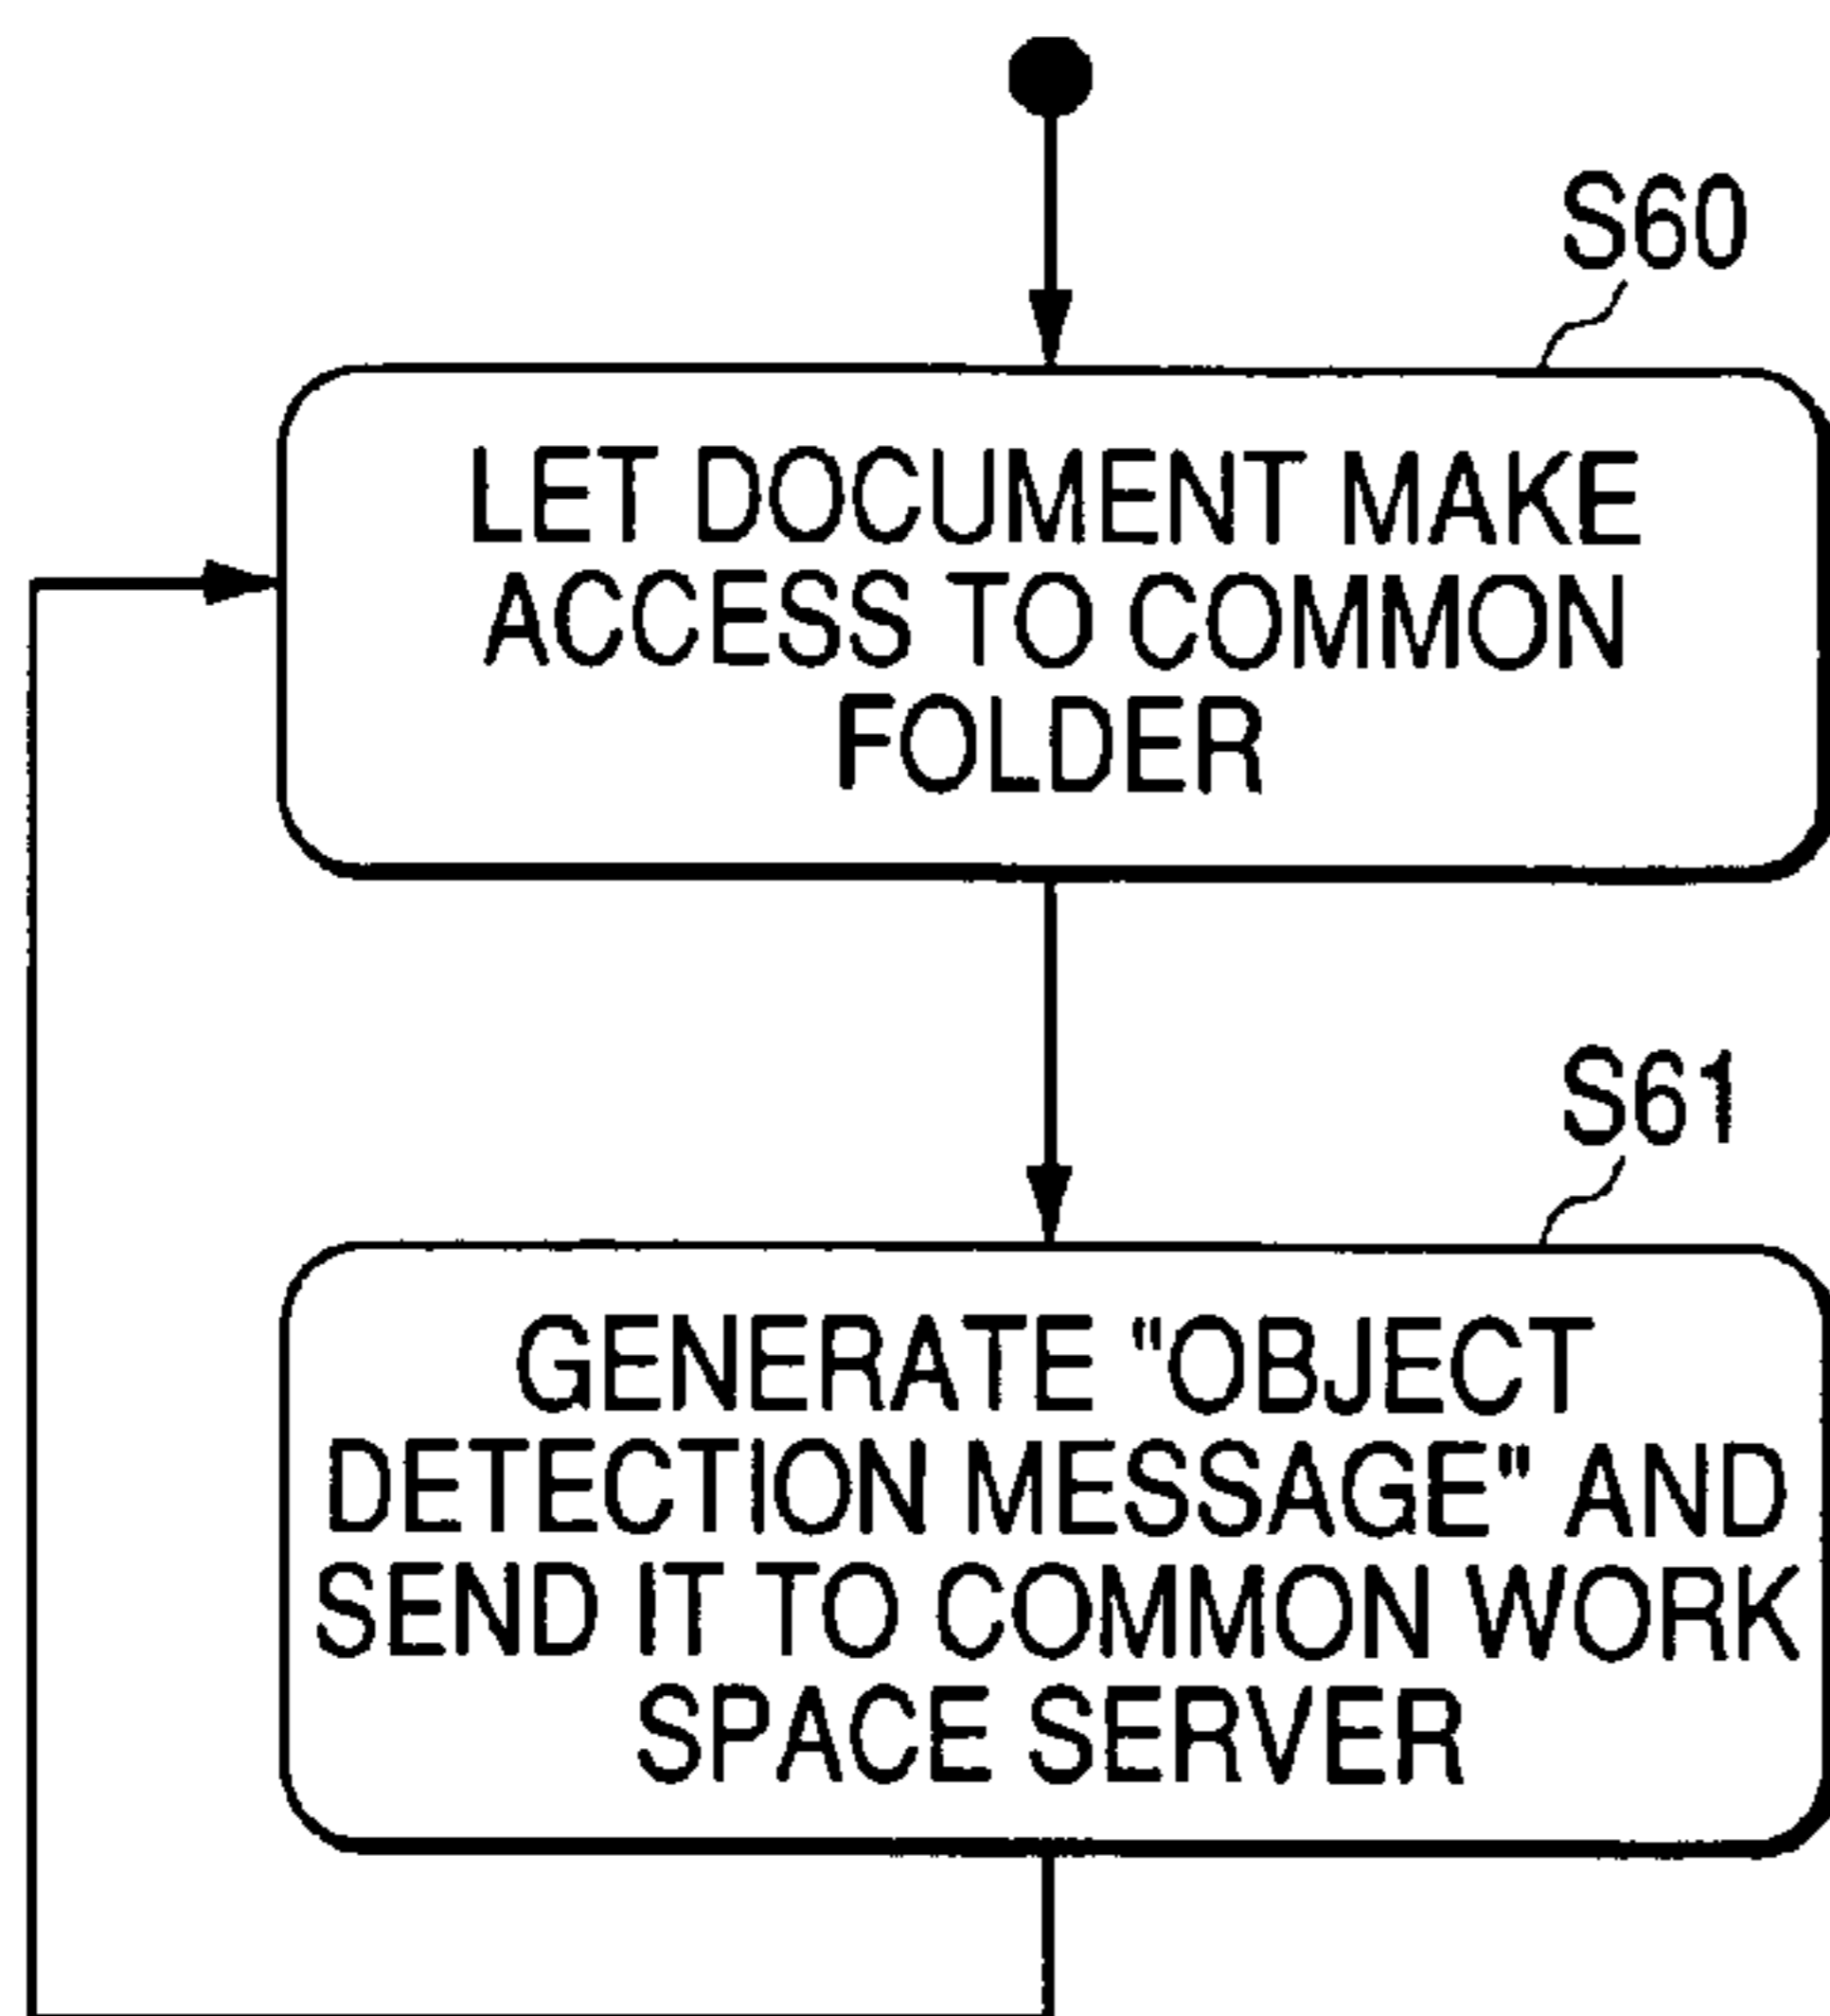 S60
LET DOCUMENT MAKE
ACCESS TO COMMON
FOLDER
S61
GENERATE "OBJECT
DETECTION MESSAGE" AND
SEND IT TO COMMON WORK
SPACE SERVER